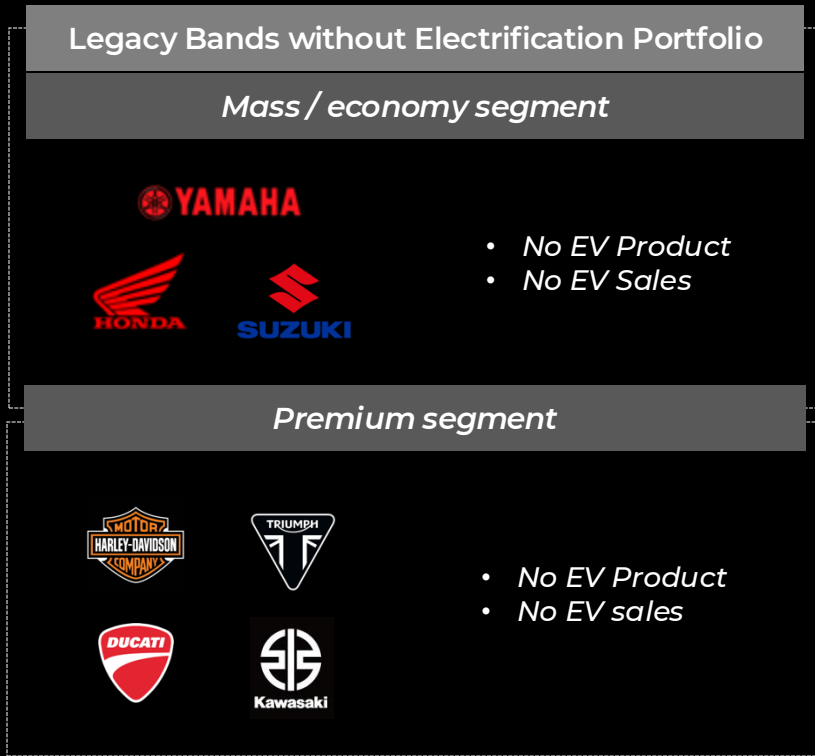 Legacy Bands without Electrification Portfolio
Mass / economy segment
YAMAHA
HONDA
SUZUKI
• No EV Product
• No EV Sales
Premium segment
MOTOR
HARLEY-DAVIDSON
COMPANY
TRIUMPH
DUCATI
Kawasaki
• No EV Product
• No EV sales